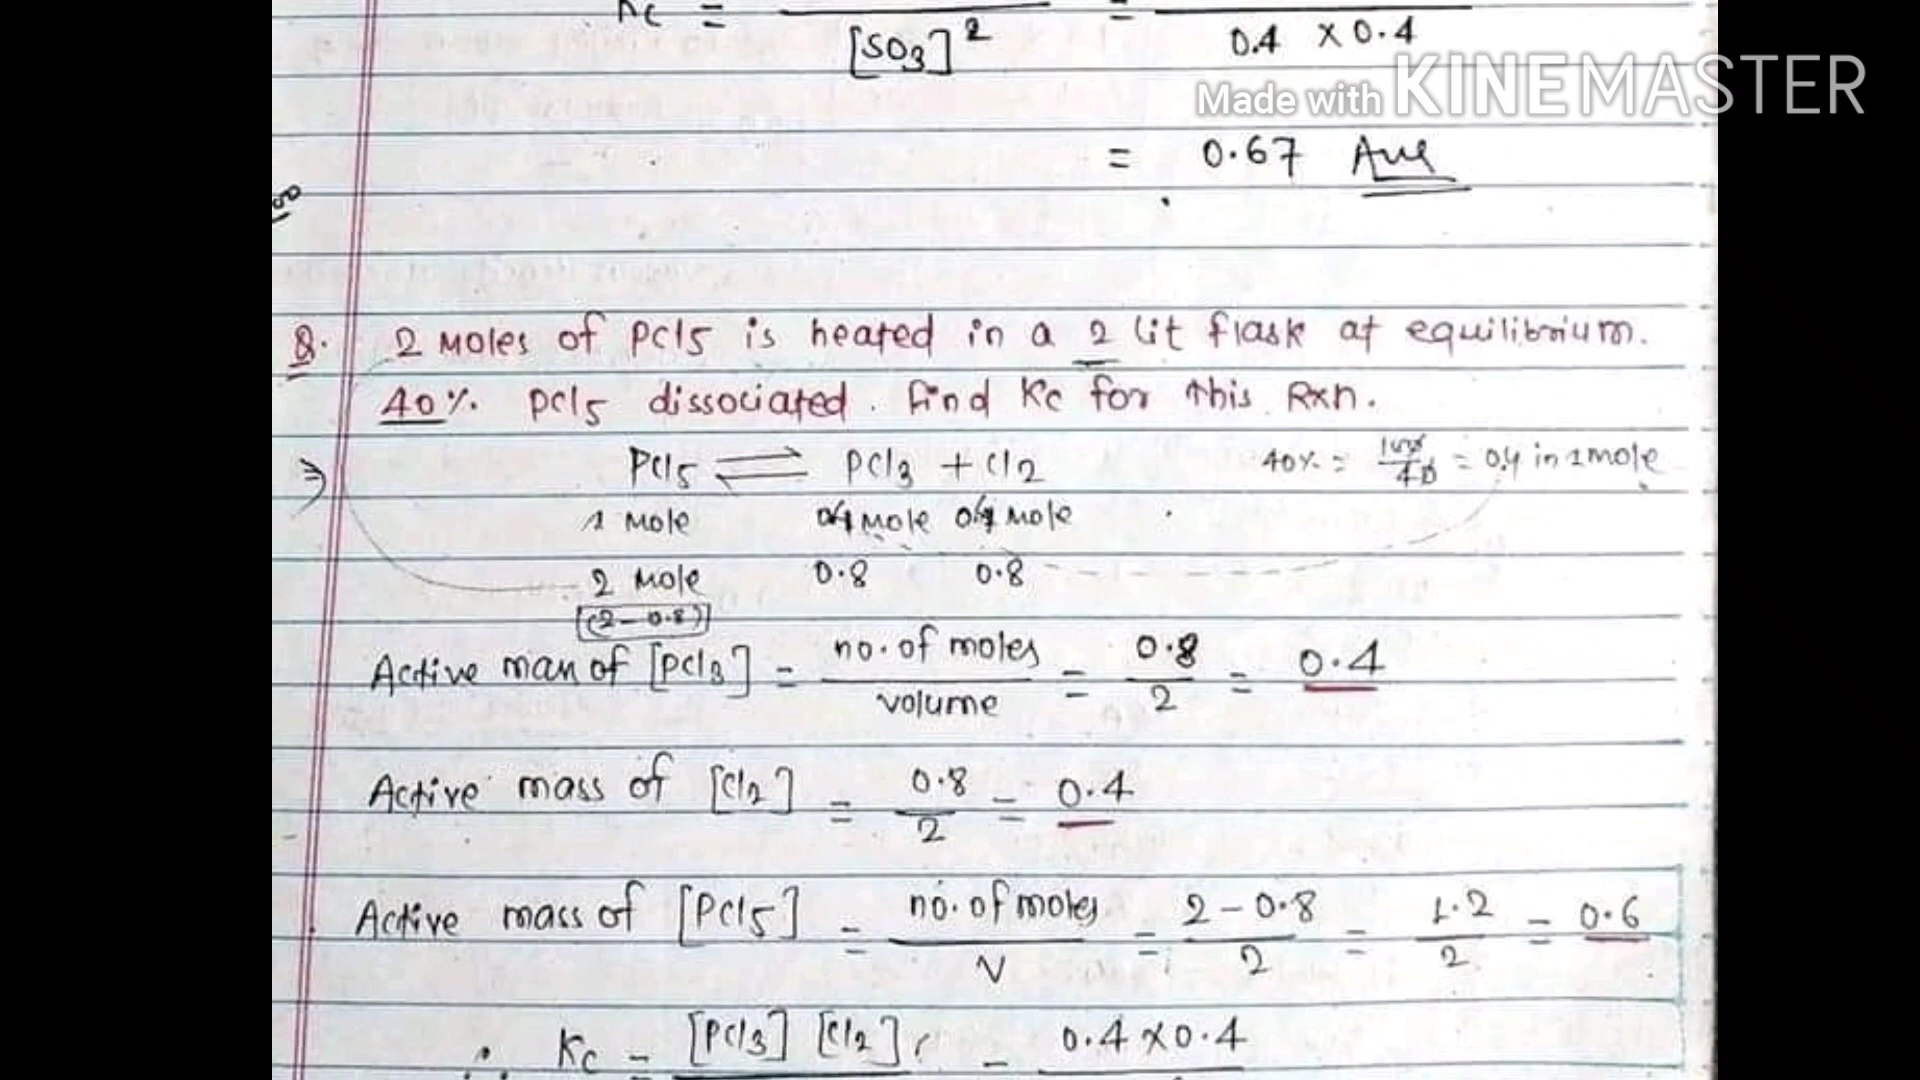 Kc = =
[SO3]² 0.4 x 0.4
Made with KINEMASTER
= 0.67 Ans
Q. 2 Moles of PCl5 is heated in a 2 lit flask at equilibrium.
40% PCl5 dissociated. find Kc for this Rxn.
⇒ PCl5 ⇌ PCl3 + Cl2 40% = = 0.4 in 1 mole
1 Mole 0.4 Mole 0.4 Mole
2 Mole 0.8 0.8
(2-0.8)
Active man of [PCl3] = no. of moles / volume = 0.8 / 2 = 0.4
Active mass of [Cl2] = 0.8 / 2 = 0.4
Active mass of [PCl5] = no. of moles / V = 2-0.8 / 2 = 1.2 / 2 = 0.6
∴ Kc = [PCl3] [Cl2] = 0.4 x 0.4